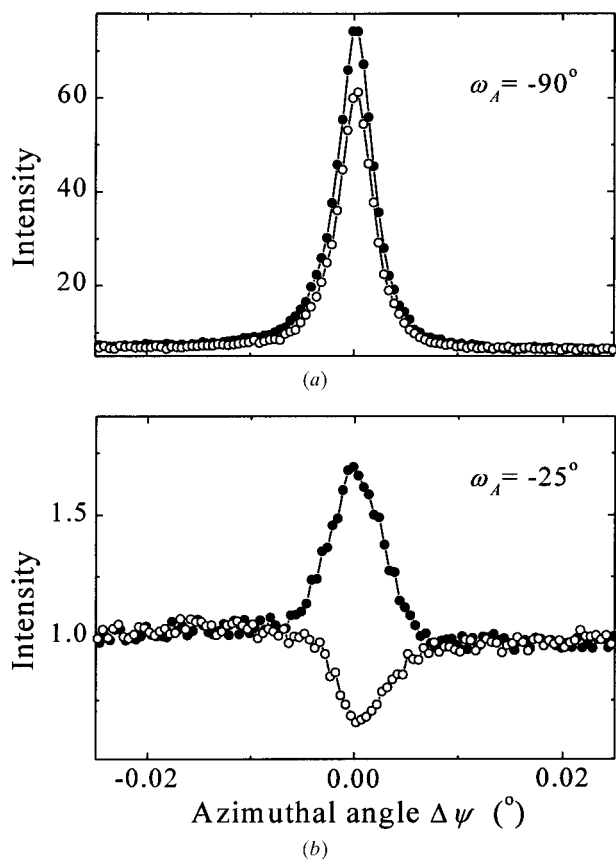 ω_A = -90°
60
40
20
Intensity
(a)
ω_A = -25°
1.5
1.0
Intensity
-0.02 0.00 0.02
Azimuthal angle Δψ (°)
(b)